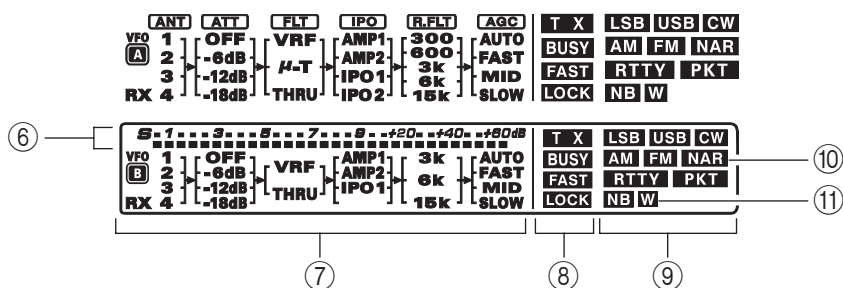 ANT ATT FLT IPO R.FLT AGC T X LSB USB CW
VFO 1 OFF VRF AMP1 300 AUTO BUSY AM FM NAR
A 2 -6dB µ-T AMP2 600 FAST FAST RTTY PKT
3 -12dB IPO1 3k MID LOCK NB W
RX 4 -18dB THRU IPO2 6k SLOW
15k
⑥ S 1 3 5 7 9 +20 +40 +60dB T X LSB USB CW
VFO 1 OFF VRF AMP1 3k AUTO BUSY AM FM NAR ⑩
B 2 -6dB AMP2 6k FAST FAST RTTY PKT
3 -12dB THRU IPO1 MID LOCK NB W ⑪
RX 4 -18dB 15k SLOW
⑦ ⑧ ⑨